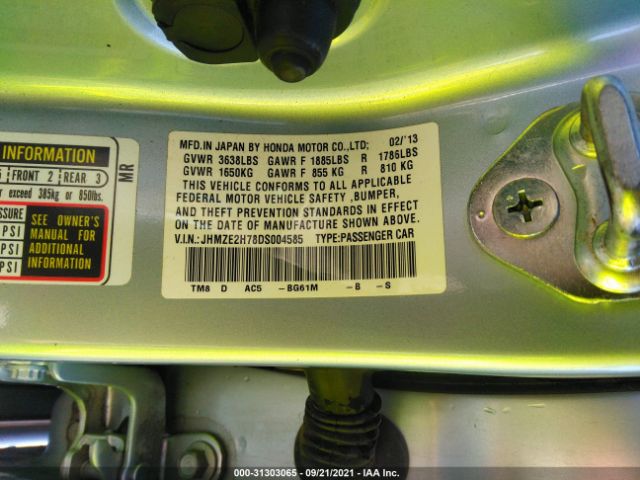 INFORMATION
5 FRONT 2 REAR 3
exceed 385kg or 850lbs.
PSI
PSI
SEE OWNER'S
MANUAL FOR
ADDITIONAL
INFORMATION
MR
MFD.IN JAPAN BY HONDA MOTOR CO.,LTD; 02/'13
GVWR 3638LBS GAWR F 1885LBS R 1786LBS
GVWR 1650KG GAWR F 855 KG R 810 KG
THIS VEHICLE CONFORMS TO ALL APPLICABLE
FEDERAL MOTOR VEHICLE SAFETY ,BUMPER,
AND THEFT PREVENTION STANDARDS IN EFFECT
ON THE DATE OF MANUFACTURE SHOWN ABOVE.
V.I.N.:JHMZE2H78DS004585 TYPE:PASSENGER CAR
TM8 D AC5 -BG61M -B -S
000-31303065 - 09/21/2021 - IAA Inc.